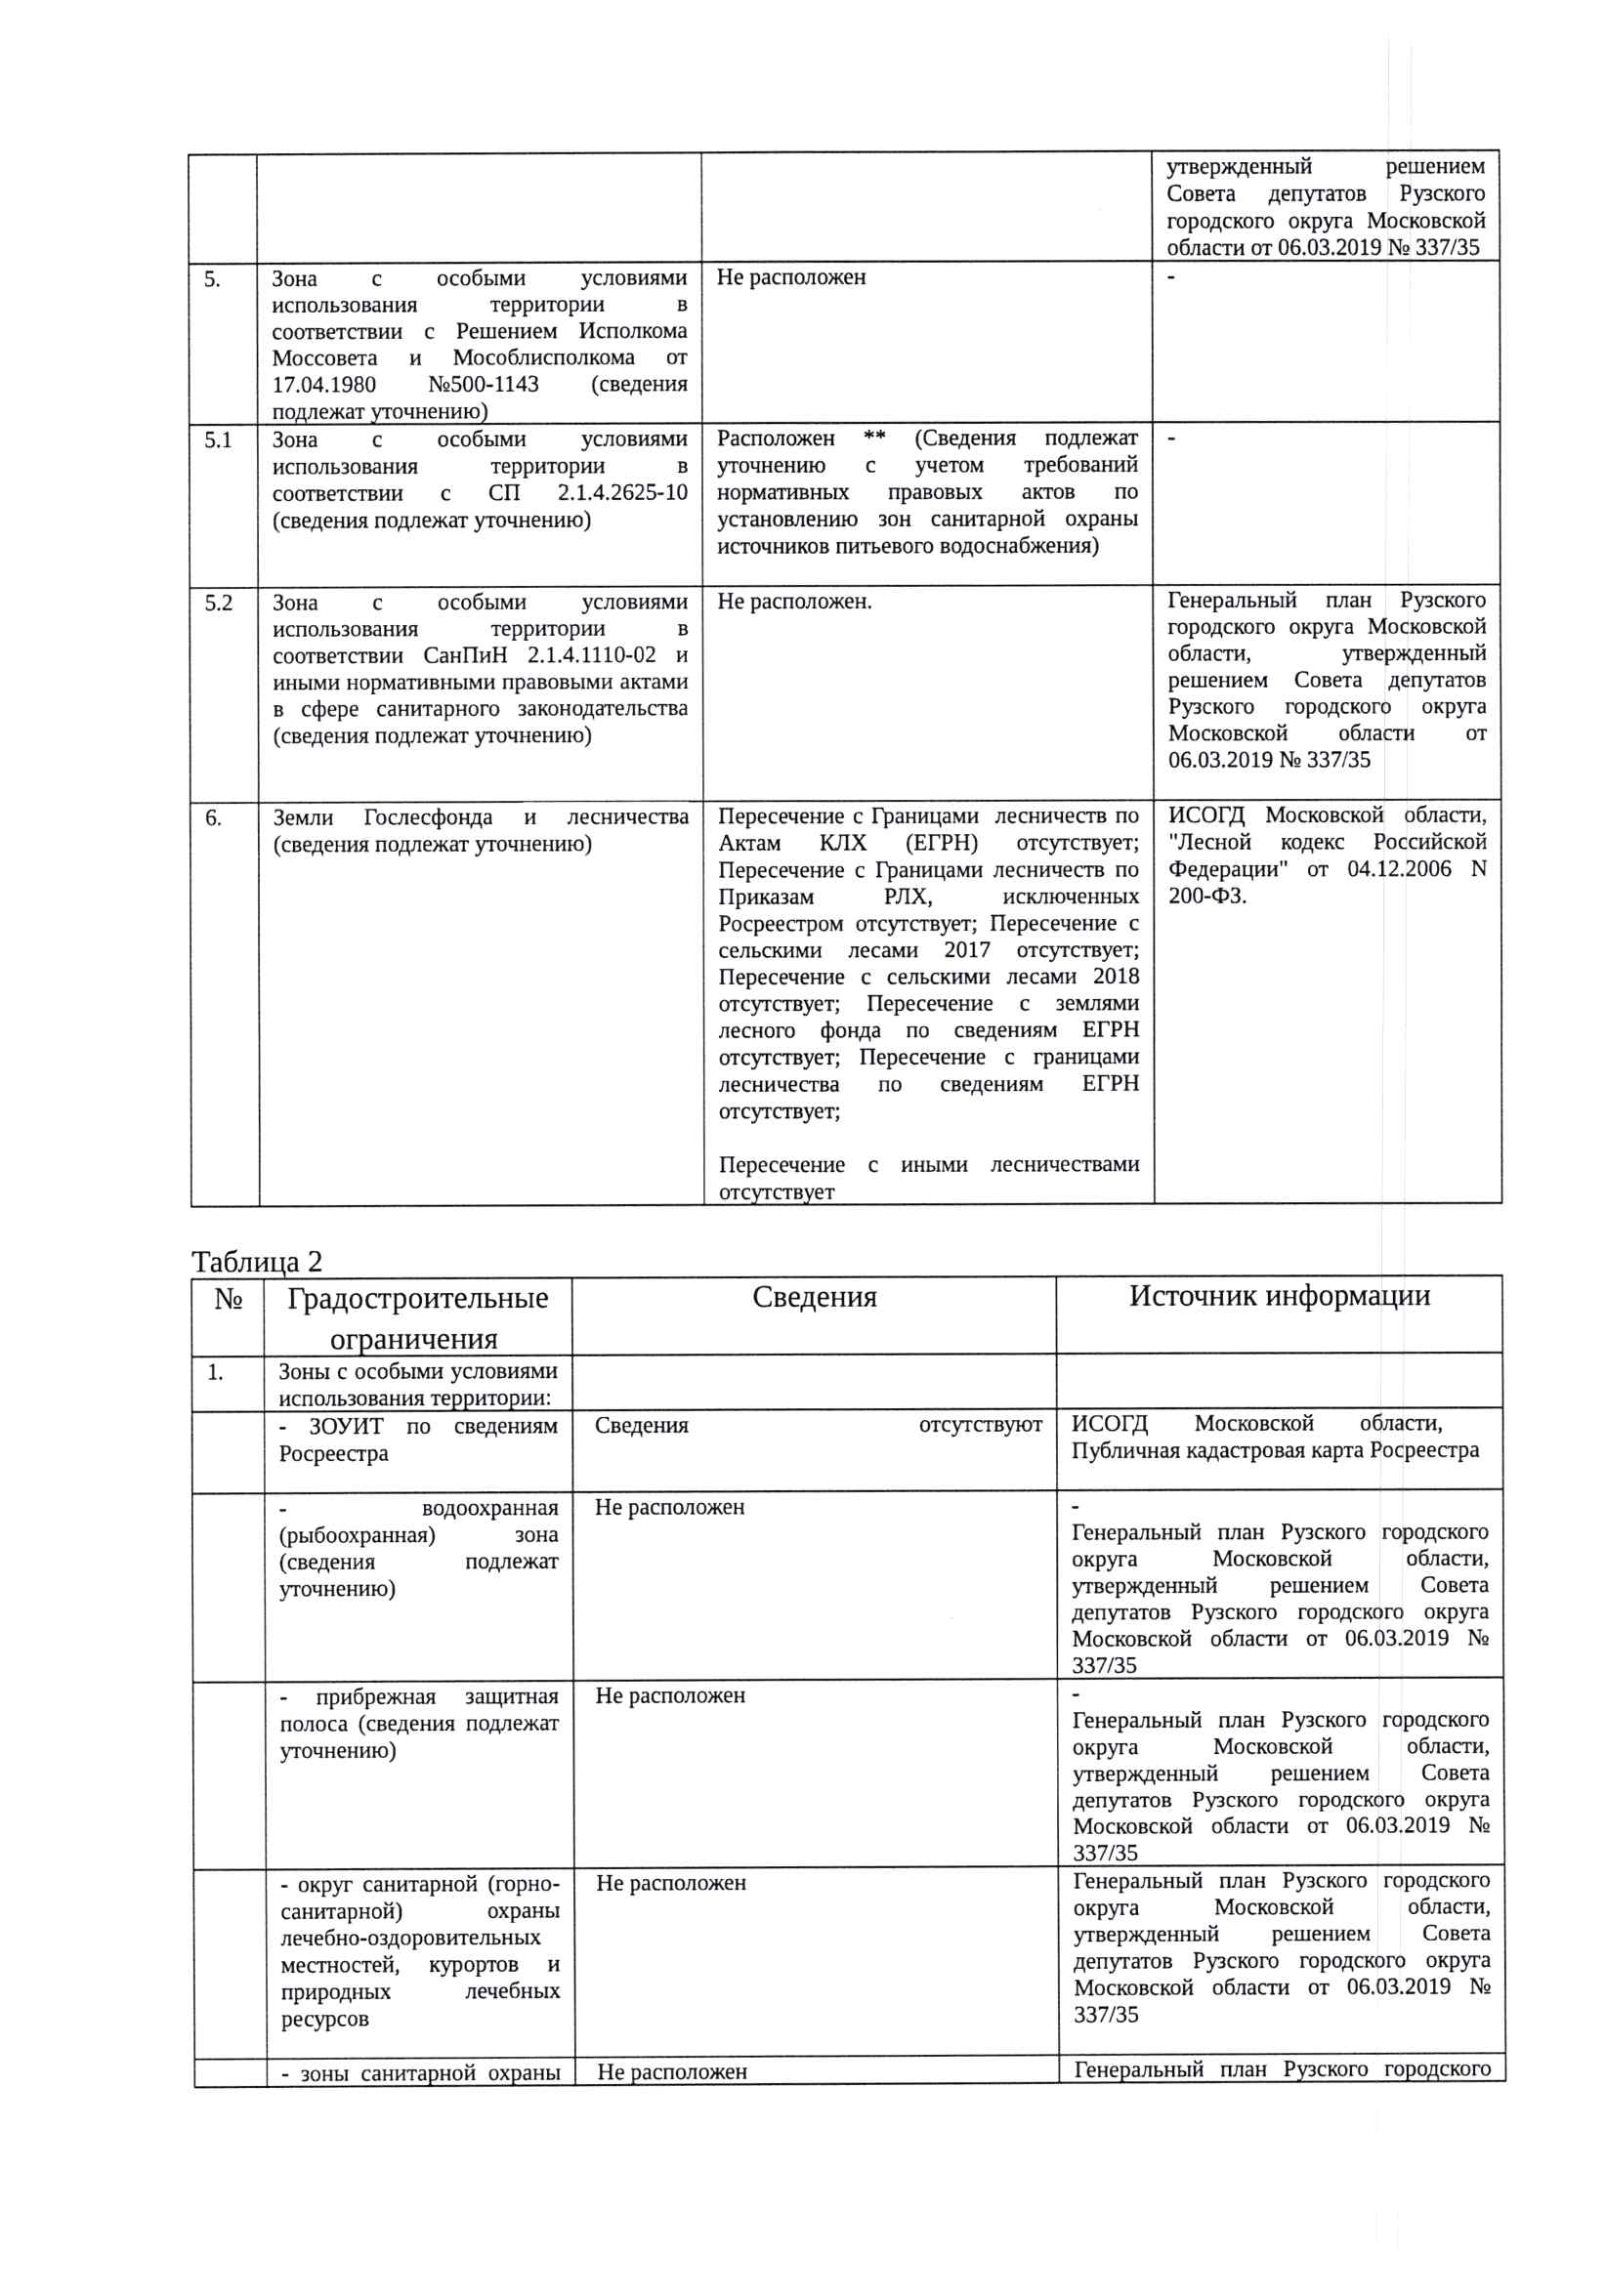 утвержденный решением
Совета депутатов Рузского
городского округа Московской
области от 06.03.2019 № 337/35
5.
Зона с особыми условиями
использования территории в
соответствии с Решением Исполкома
Моссовета и Мособлисполкома от
17.04.1980 №500-1143 (сведения
подлежат уточнению)
Не расположен
-
5.1
Зона с особыми условиями
использования территории в
соответствии с СП 2.1.4.2625-10
(сведения подлежат уточнению)
Расположен ** (Сведения подлежат
уточнению с учетом требований
нормативных правовых актов по
установлению зон санитарной охраны
источников питьевого водоснабжения)
-
5.2
Зона с особыми условиями
использования территории в
соответствии СанПиН 2.1.4.1110-02 и
иными нормативными правовыми актами
в сфере санитарного законодательства
(сведения подлежат уточнению)
Не расположен.
Генеральный план Рузского
городского округа Московской
области, утвержденный
решением Совета депутатов
Рузского городского округа
Московской области от
06.03.2019 № 337/35
6.
Земли Гослесфонда и лесничества
(сведения подлежат уточнению)
Пересечение с Границами лесничеств по
Актам КЛХ (ЕГРН) отсутствует;
Пересечение с Границами лесничеств по
Приказам РЛХ, исключенных
Росреестром отсутствует; Пересечение с
сельскими лесами 2017 отсутствует;
Пересечение с сельскими лесами 2018
отсутствует; Пересечение с землями
лесного фонда по сведениям ЕГРН
отсутствует; Пересечение с границами
лесничества по сведениям ЕГРН
отсутствует;
Пересечение с иными лесничествами
отсутствует
ИСОГД Московской области,
"Лесной кодекс Российской
Федерации" от 04.12.2006 N
200-ФЗ.
Таблица 2
№
Градостроительные
ограничения
Сведения
Источник информации
1.
Зоны с особыми условиями
использования территории:
- ЗОУИТ по сведениям
Росреестра
Сведения отсутствуют
ИСОГД Московской области,
Публичная кадастровая карта Росреестра
- водоохранная
(рыбоохранная) зона
(сведения подлежат
уточнению)
Не расположен
-
Генеральный план Рузского городского
округа Московской области,
утвержденный решением Совета
депутатов Рузского городского округа
Московской области от 06.03.2019 №
337/35
- прибрежная защитная
полоса (сведения подлежат
уточнению)
Не расположен
-
Генеральный план Рузского городского
округа Московской области,
утвержденный решением Совета
депутатов Рузского городского округа
Московской области от 06.03.2019 №
337/35
- округ санитарной (горно-
санитарной) охраны
лечебно-оздоровительных
местностей, курортов и
природных лечебных
ресурсов
Не расположен
Генеральный план Рузского городского
округа Московской области,
утвержденный решением Совета
депутатов Рузского городского округа
Московской области от 06.03.2019 №
337/35
- зоны санитарной охраны
Не расположен
Генеральный план Рузского городского